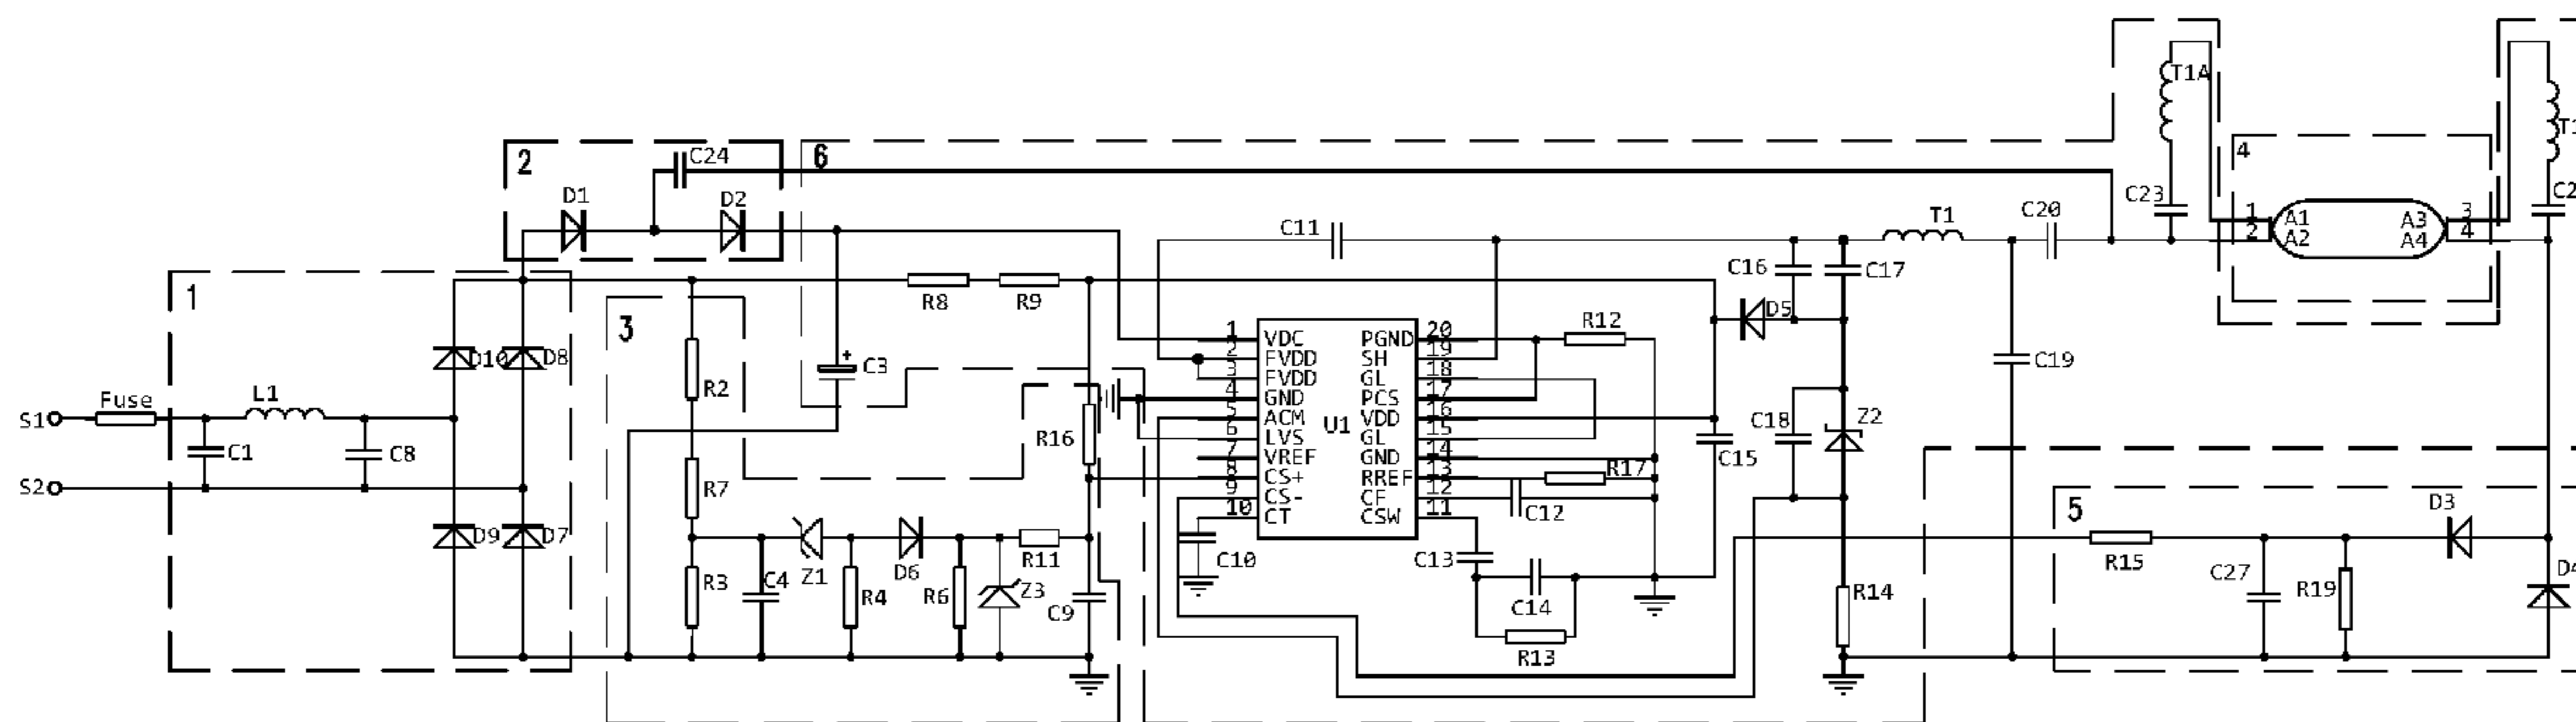 T1A
T1
2
C24
6
4
D1
D2
C23
1
A1
A3
3
2
A2
A4
4
C11
T1
C20
1
C16
C17
R8
R9
D5
3
1
VDC
PGND
20
R12
2
FVDD
SH
19
3
FVDD
GL
18
4
GND
PCS
17
5
ACM
VDD
16
6
LVS
GL
15
7
VREF
GND
14
8
CS+
RREF
13
9
CS-
CF
12
10
CT
CSW
11
U1
D10
D8
C3
C19
R2
Fuse
L1
S1
C1
C8
R16
C18
Z2
C15
R17
S2
R7
5
D3
D9
D7
C12
R11
C10
C13
R15
Z1
D6
C27
R19
R3
C4
R4
R6
Z3
C9
C14
R14
R13